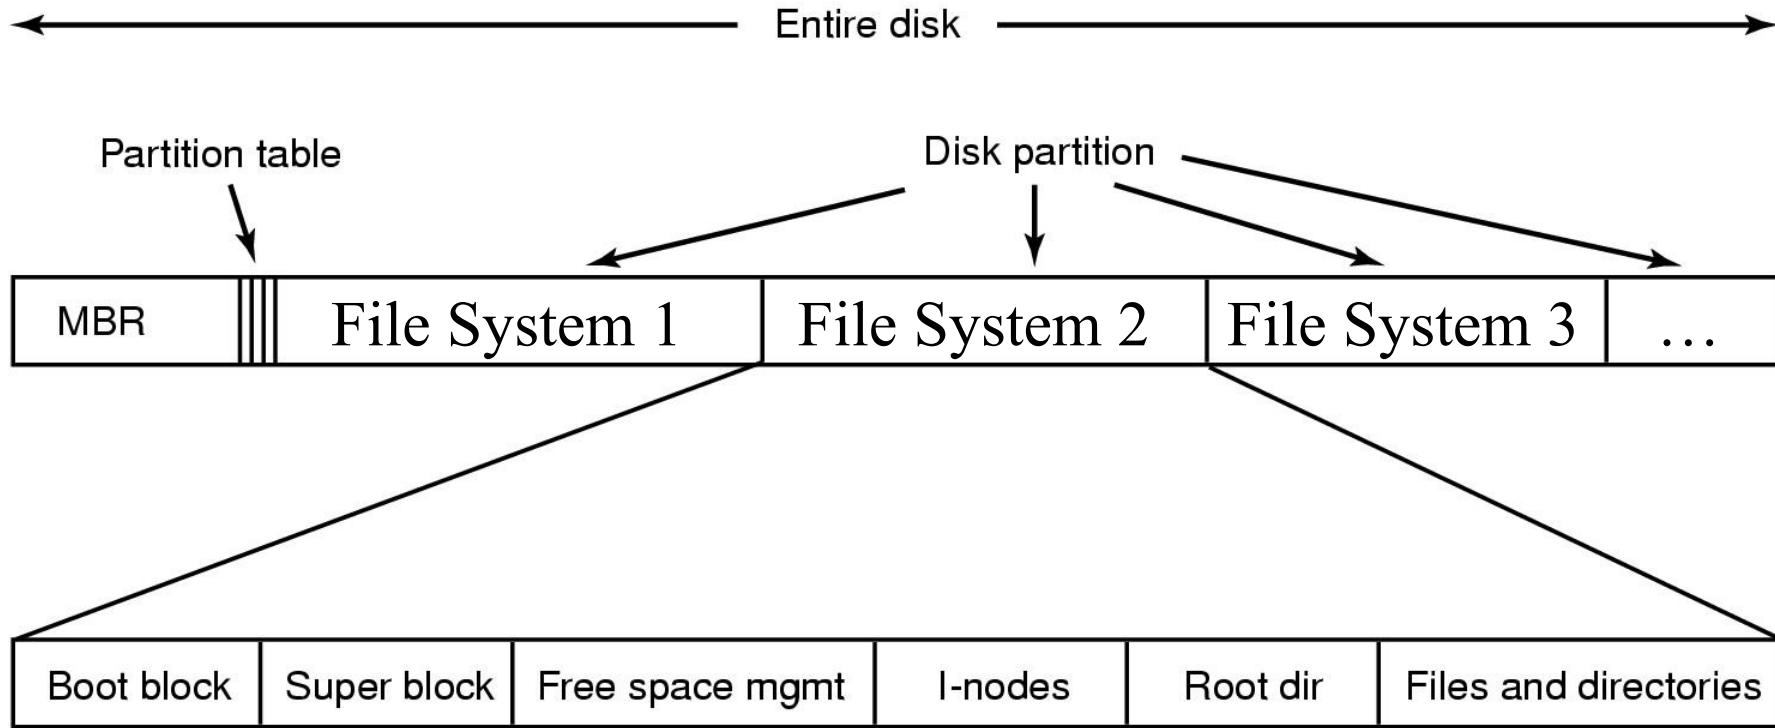 Entire disk
Partition table
Disk partition
MBR
File System 1
File System 2
File System 3
...
Boot block
Super block
Free space mgmt
I-nodes
Root dir
Files and directories